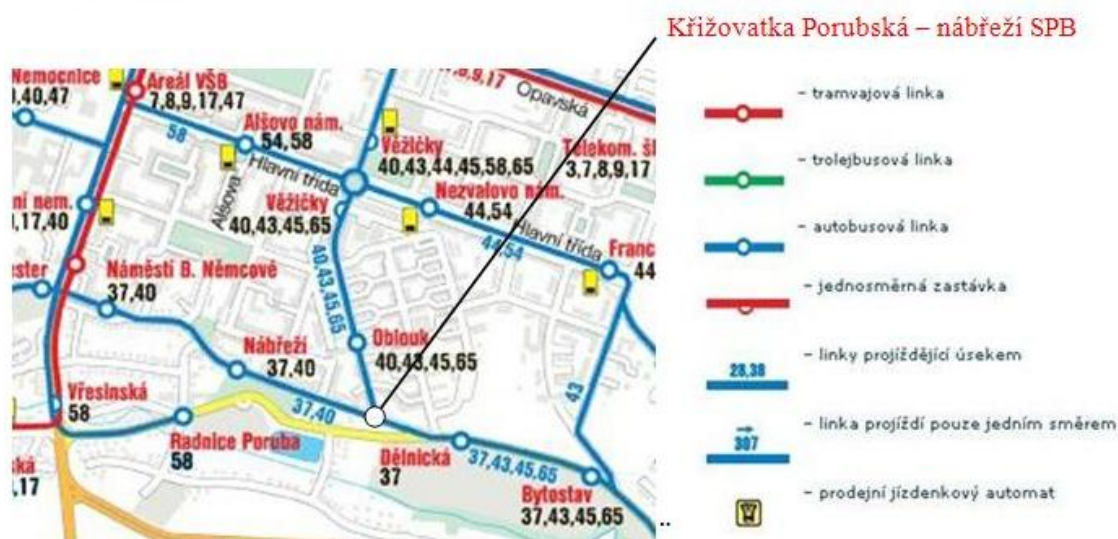 Křižovatka Porubská – nábřeží SPB
Nemocnice
40,47
Areál VŠB
7,8,9,17,47
58
Alšovo nám.
54,58
Hlavní třída
Alšova
Věžičky
40,43,44,45,58,65
Věžičky
40,43,45,65
Opavská
Telekom.
3,7,8,9,17
Nezvalovo nám.
44,54
Hlavní třída
44,54
Franc
44
ní nem.
17,40
Náměstí B. Němcové
37,40
40,43,45,65
Oblouk
40,43,45,65
Nábřeží
37,40
37,40
43
Vřesinská
58
Radnice Poruba
58
Dělnická
37
37,43,45,65
Bytostav
37,43,45,65
ská
,17
..
- tramvajová linka
- trolejbusová linka
- autobusová linka
- jednosměrná zastávka
28,38
- linky projíždějící úsekem
→
307
- linka projíždí pouze jedním směrem
- prodejní jízdenkový automat